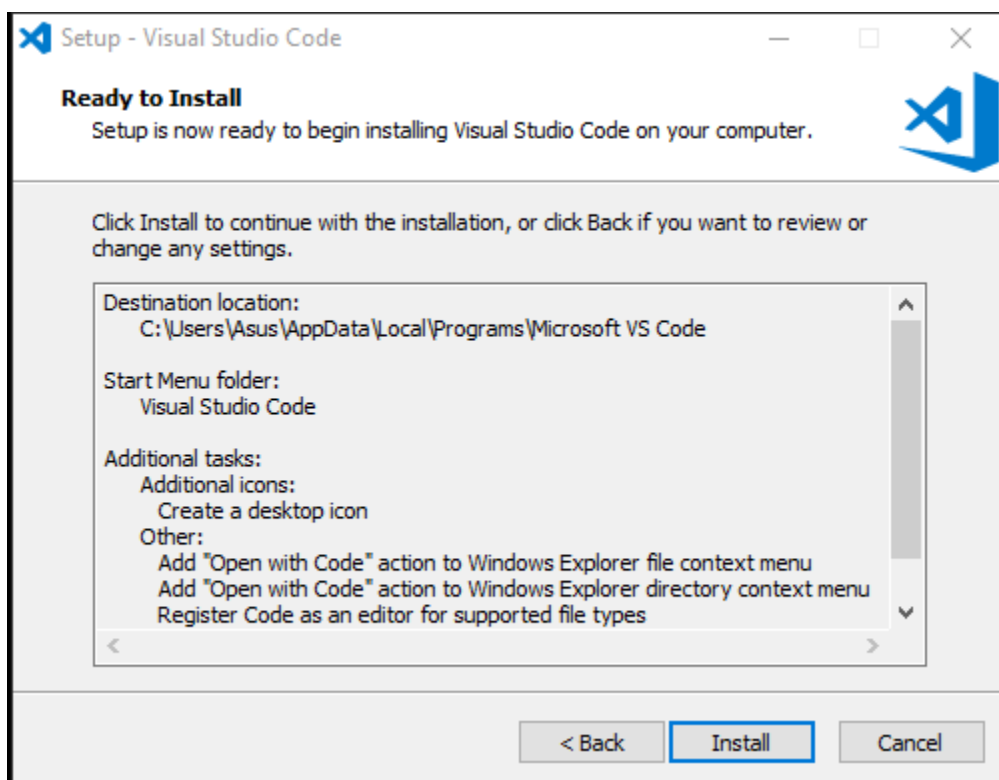 Setup - Visual Studio Code
Ready to Install
Setup is now ready to begin installing Visual Studio Code on your computer.
Click Install to continue with the installation, or click Back if you want to review or
change any settings.
Destination location:
C:\Users\Asus\AppData\Local\Programs\Microsoft VS Code
Start Menu folder:
Visual Studio Code
Additional tasks:
Additional icons:
Create a desktop icon
Other:
Add "Open with Code" action to Windows Explorer file context menu
Add "Open with Code" action to Windows Explorer directory context menu
Register Code as an editor for supported file types
< Back Install Cancel